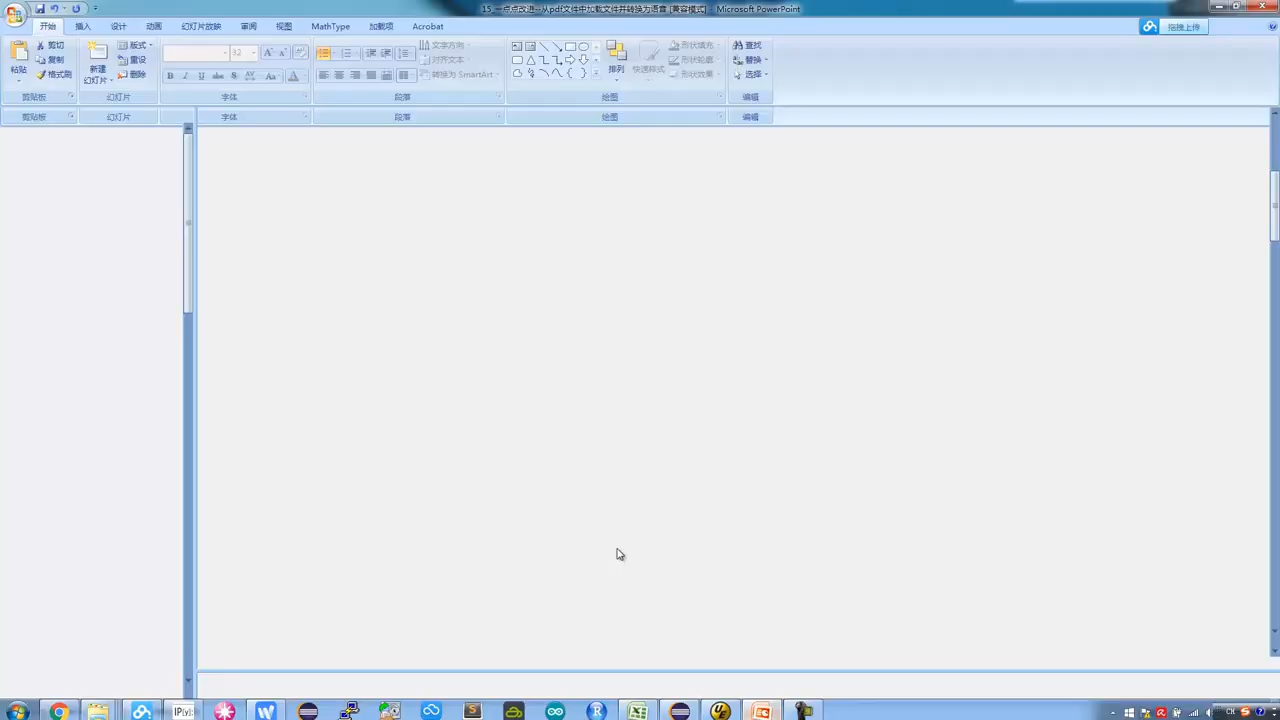 15 一点点改进--从pdf文件中加载文件并转换为语音 [兼容模式] - Microsoft PowerPoint
开始 插入 设计 动画 幻灯片放映 审阅 视图 MathType 加载项 Acrobat 拖拽上传
粘贴 剪切 复制 格式刷
新建 幻灯片 版式 重设 删除
32
文字方向 对齐文本 转换为 SmartArt
排列 快速样式 形状填充 形状轮廓 形状效果
查找 替换 选择
剪贴板 幻灯片 字体 段落 绘图 编辑
剪贴板 幻灯片 字体 段落 绘图 编辑
IP[y]: CH